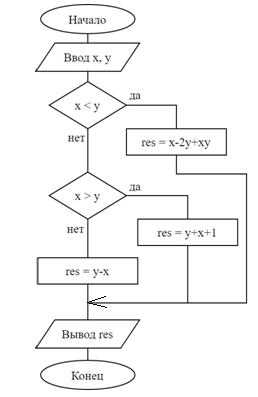 Начало
Ввод x, y
x < y
да
нет
res = x-2y+xy
x > y
да
нет
res = y+x+1
res = y-x
Вывод res
Конец